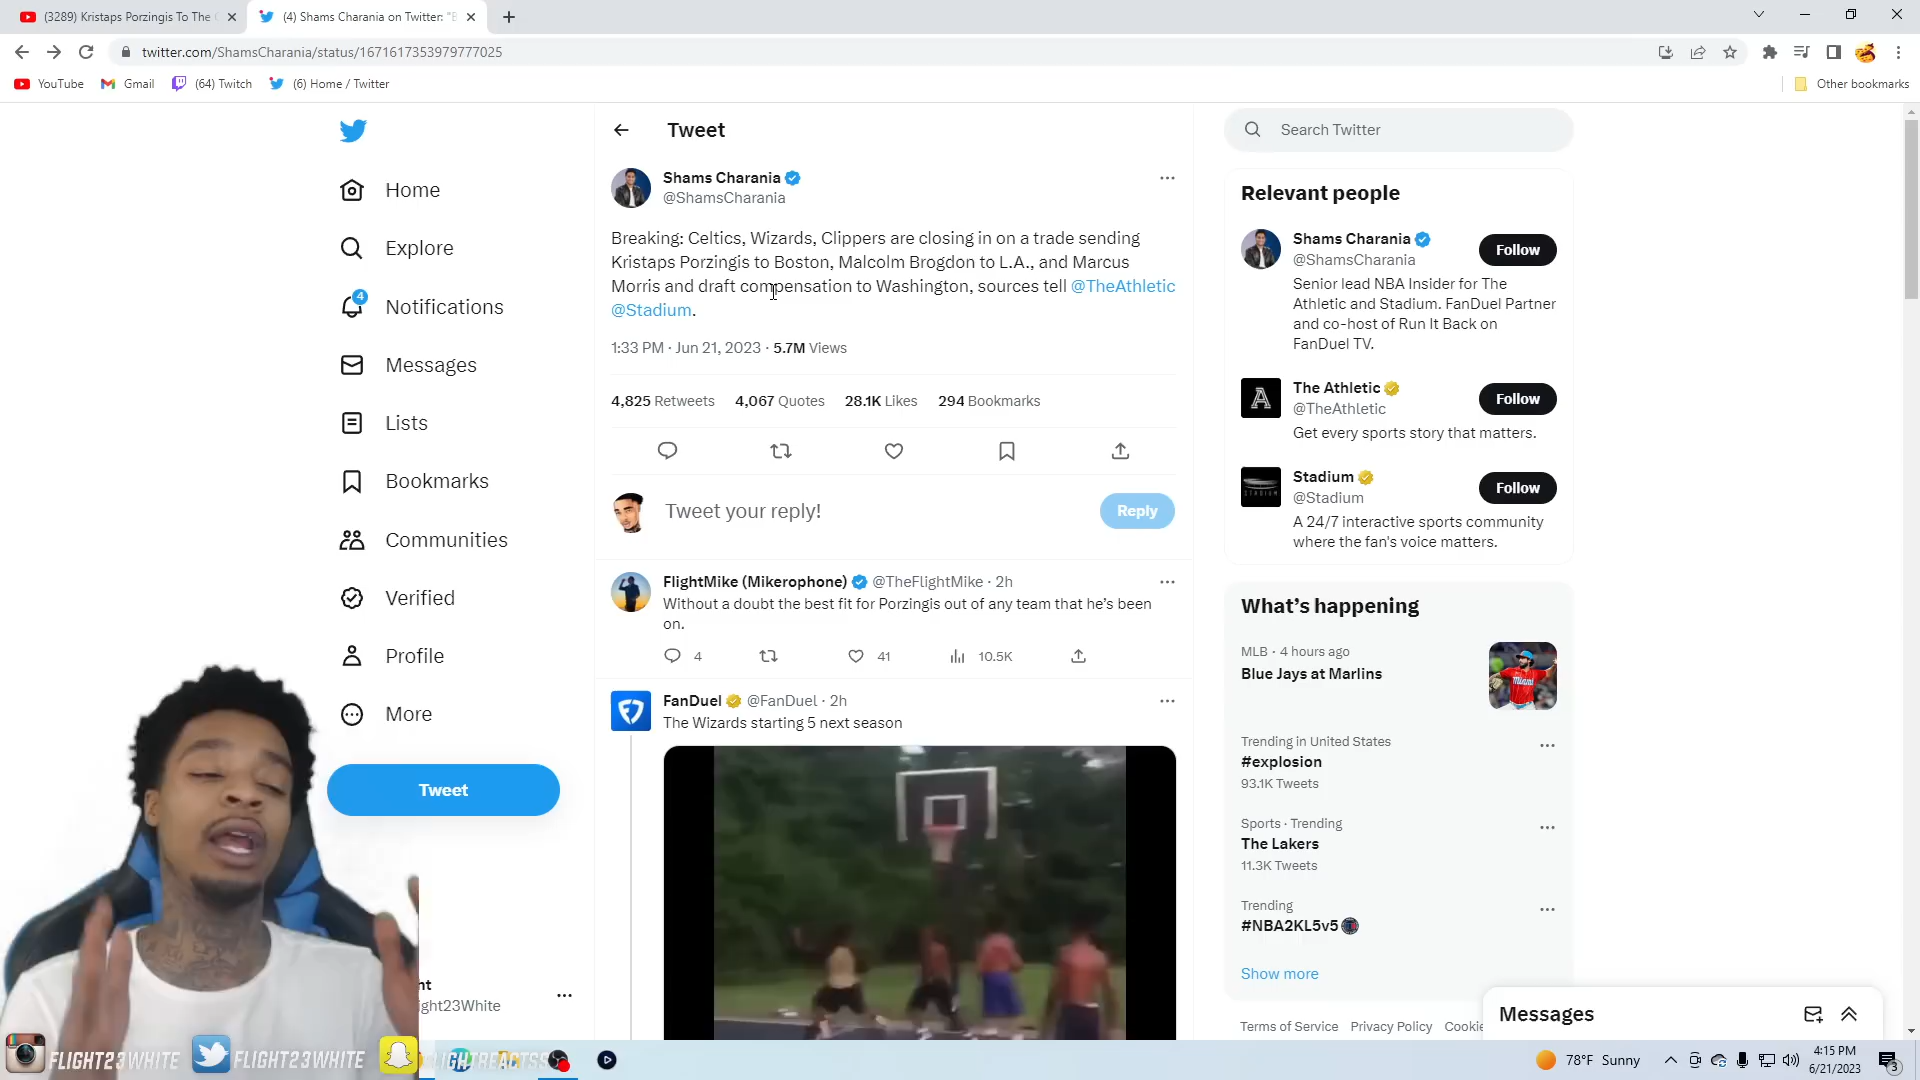 (3289) Kristaps Porzingis To The
(4) Shams Charania on Twitter: "B
twitter.com/ShamsCharania/status/1671617353979777025
YouTube
Gmail
(64) Twitch
(6) Home / Twitter
Other bookmarks
Home
Explore
4
Notifications
Messages
Lists
Bookmarks
Communities
Verified
Profile
More
Tweet
Tweet
Shams Charania
@ShamsCharania
Breaking: Celtics, Wizards, Clippers are closing in on a trade sending
Kristaps Porzingis to Boston, Malcolm Brogdon to L.A., and Marcus
Morris and draft compensation to Washington, sources tell @TheAthletic
@Stadium.
1:33 PM · Jun 21, 2023 · 5.7M Views
4,825 Retweets 4,067 Quotes 28.1K Likes 294 Bookmarks
Tweet your reply!
Reply
FlightMike (Mikerophone) @TheFlightMike · 2h
Without a doubt the best fit for Porzingis out of any team that he's been
on.
4
41
10.5K
FanDuel @FanDuel · 2h
The Wizards starting 5 next season
Search Twitter
Relevant people
Shams Charania
@ShamsCharania
Follow
Senior lead NBA Insider for The
Athletic and Stadium. FanDuel Partner
and co-host of Run It Back on
FanDuel TV.
The Athletic
@TheAthletic
Follow
Get every sports story that matters.
Stadium
@Stadium
Follow
A 24/7 interactive sports community
where the fan's voice matters.
What's happening
MLB · 4 hours ago
Blue Jays at Marlins
Trending in United States
#explosion
93.1K Tweets
Sports · Trending
The Lakers
11.3K Tweets
Trending
#NBA2KL5v5
Show more
Terms of Service Privacy Policy Cookie
Messages
ht
ight23White
FLIGHT23WHITE
FLIGHT23WHITE
LIGHTREACTSS
78°F Sunny
4:15 PM
6/21/2023
3